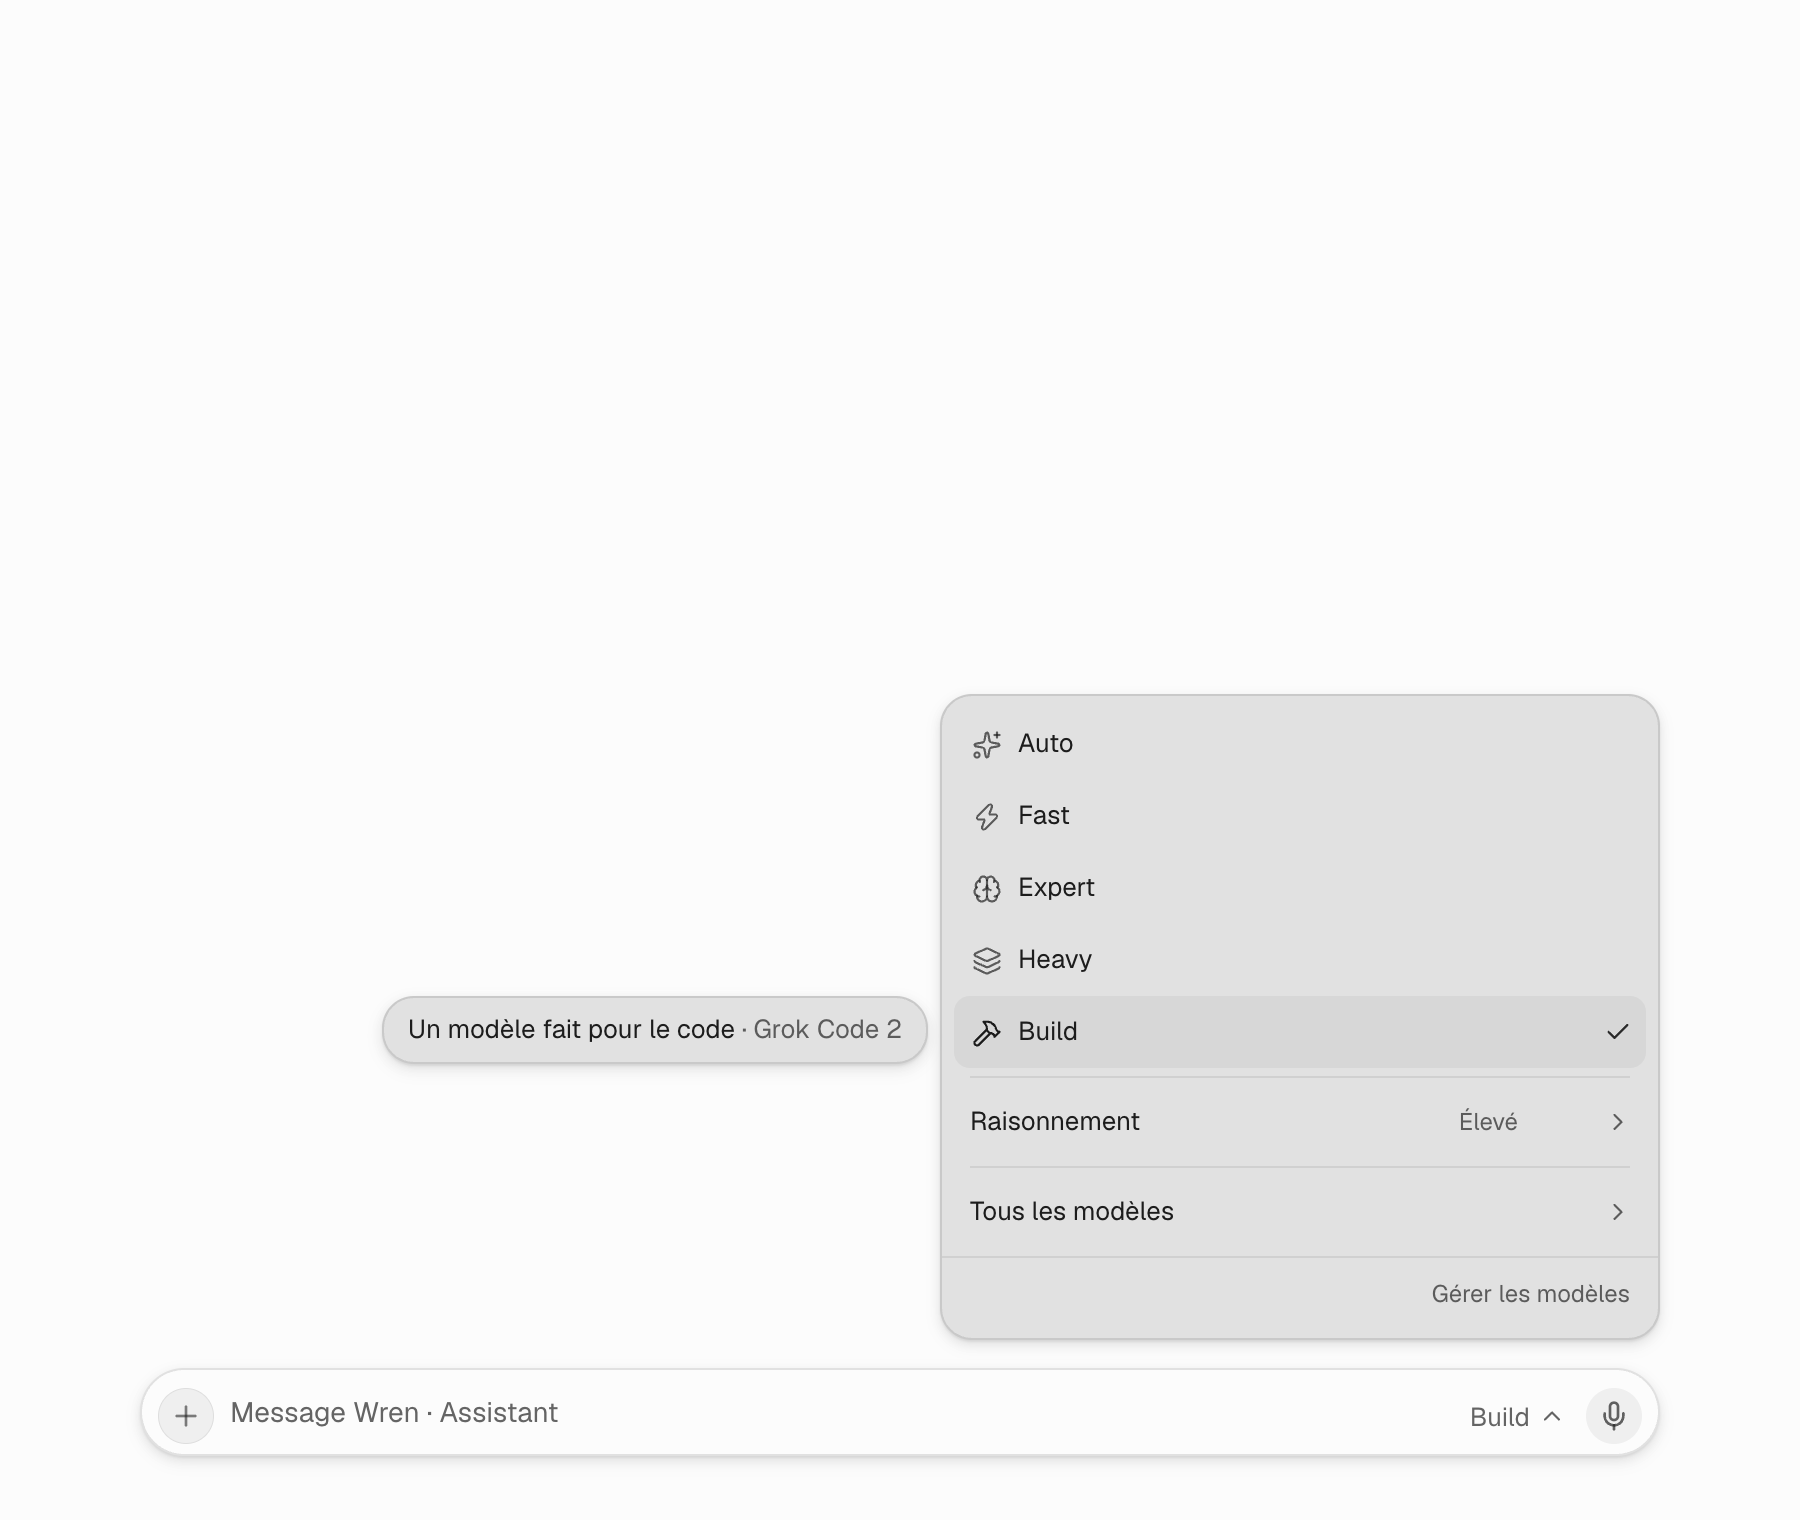 Auto
Fast
Expert
Heavy
Un modèle fait pour le code · Grok Code 2
Build
Raisonnement Élevé
Tous les modèles
Gérer les modèles
Message Wren · Assistant Build